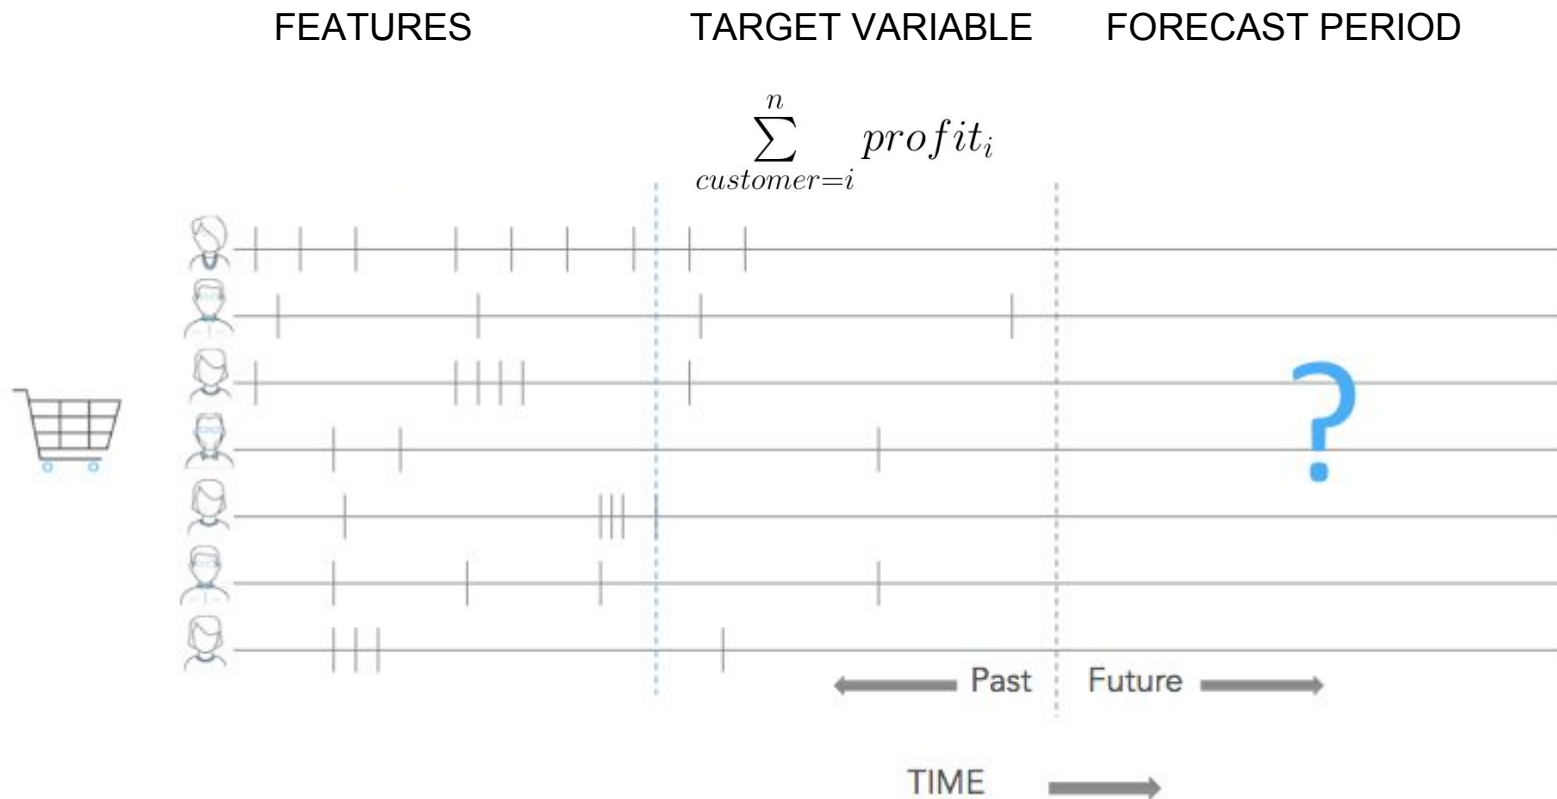 FEATURES TARGET VARIABLE FORECAST PERIOD
n
∑ profit_i
customer=i
?
Past Future
TIME